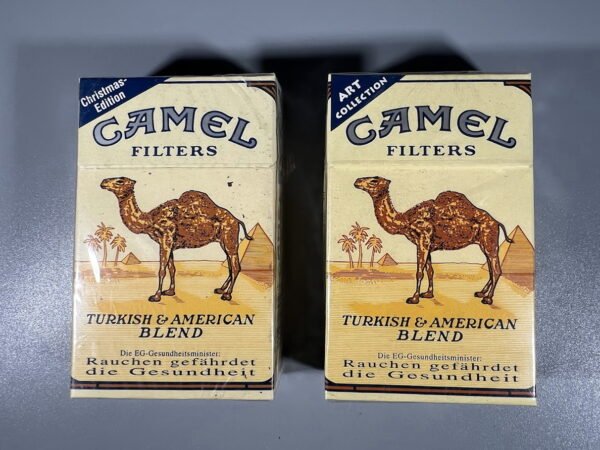 Christmas-
Edition
CAMEL
FILTERS
TURKISH & AMERICAN
BLEND
Die EG-Gesundheitsminister:
Rauchen gefährdet
die Gesundheit
ART
COLLECTION
CAMEL
FILTERS
TURKISH & AMERICAN
BLEND
Die EG-Gesundheitsminister:
Rauchen gefährdet
die Gesundheit